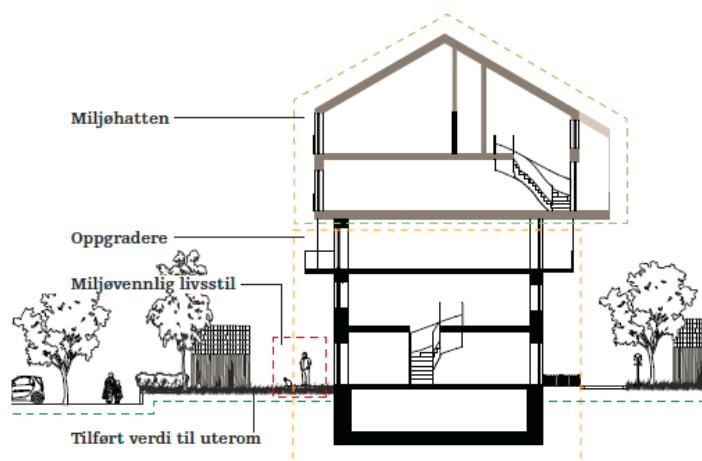 Miljøhatten
Oppgradere
Miljøvennlig livsstil
Tilført verdi til uterom